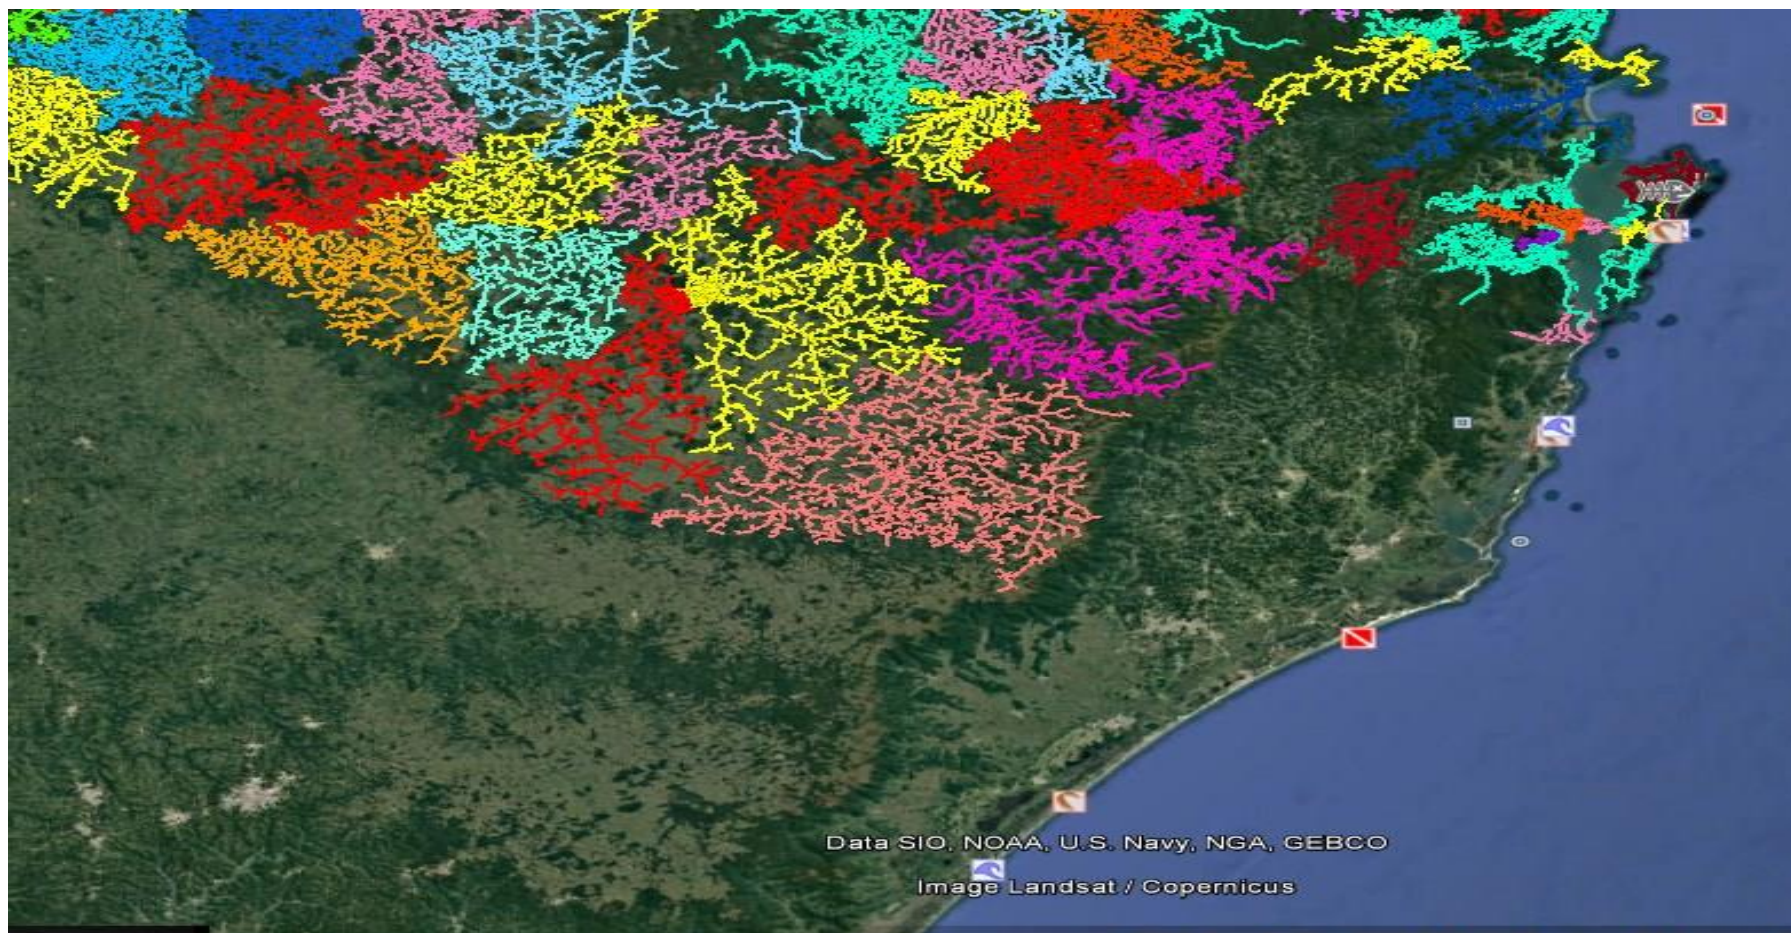 Data SIO, NOAA, U.S. Navy, NGA, GEBCO
Image Landsat / Copernicus